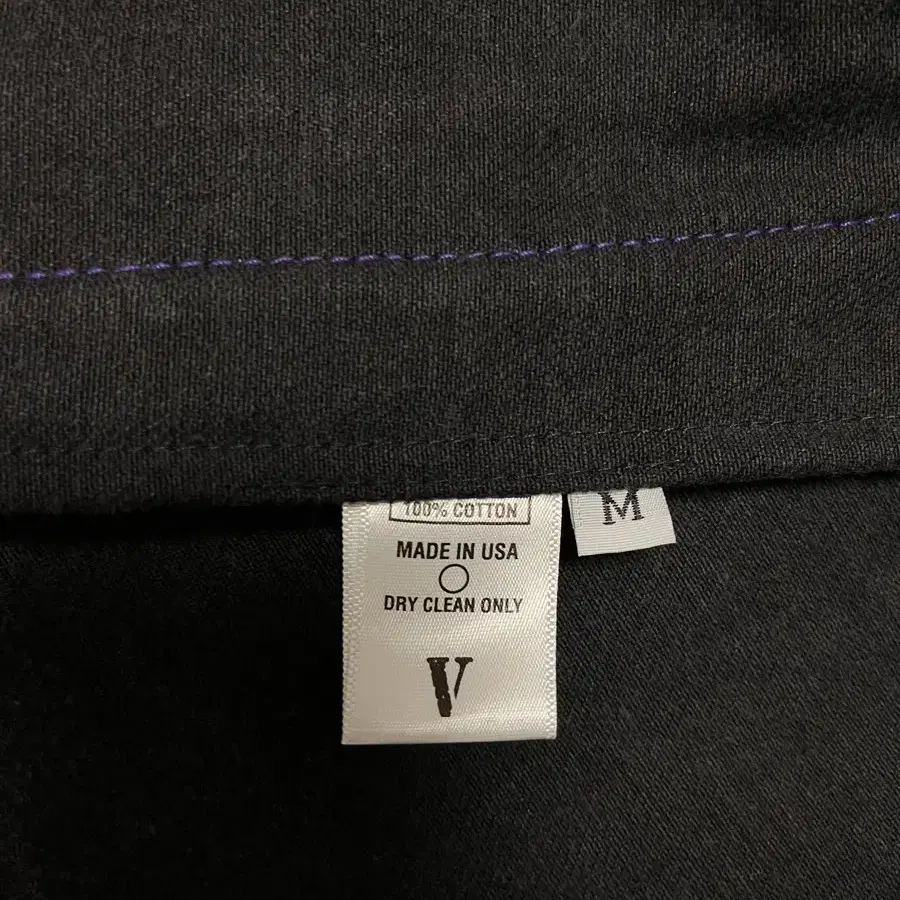 100% COTTON
M
MADE IN USA
DRY CLEAN ONLY
V